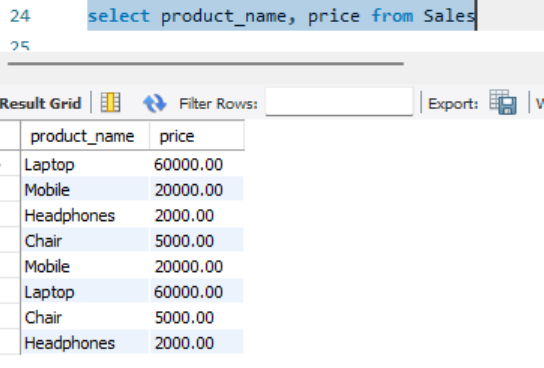 24 select product_name, price from Sales
25
Result Grid Filter Rows: Export:
product_name price
Laptop 60000.00
Mobile 20000.00
Headphones 2000.00
Chair 5000.00
Mobile 20000.00
Laptop 60000.00
Chair 5000.00
Headphones 2000.00